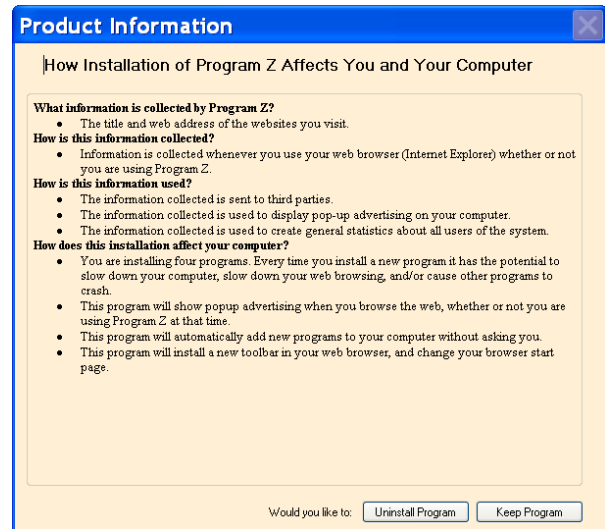 Product Information
How Installation of Program Z Affects You and Your Computer
What information is collected by Program Z?
• The title and web address of the websites you visit.
How is this information collected?
• Information is collected whenever you use your web browser (Internet Explorer) whether or not
you are using Program Z.
How is this information used?
• The information collected is sent to third parties.
• The information collected is used to display pop-up advertising on your computer.
• The information collected is used to create general statistics about all users of the system.
How does this installation affect your computer?
• You are installing four programs. Every time you install a new program it has the potential to
slow down your computer, slow down your web browsing, and/or cause other programs to
crash.
• This program will show popup advertising when you browse the web, whether or not you are
using Program Z at that time.
• This program will automatically add new programs to your computer without asking you.
• This program will install a new toolbar in your web browser, and change your browser start
page.
Would you like to: Uninstall Program Keep Program